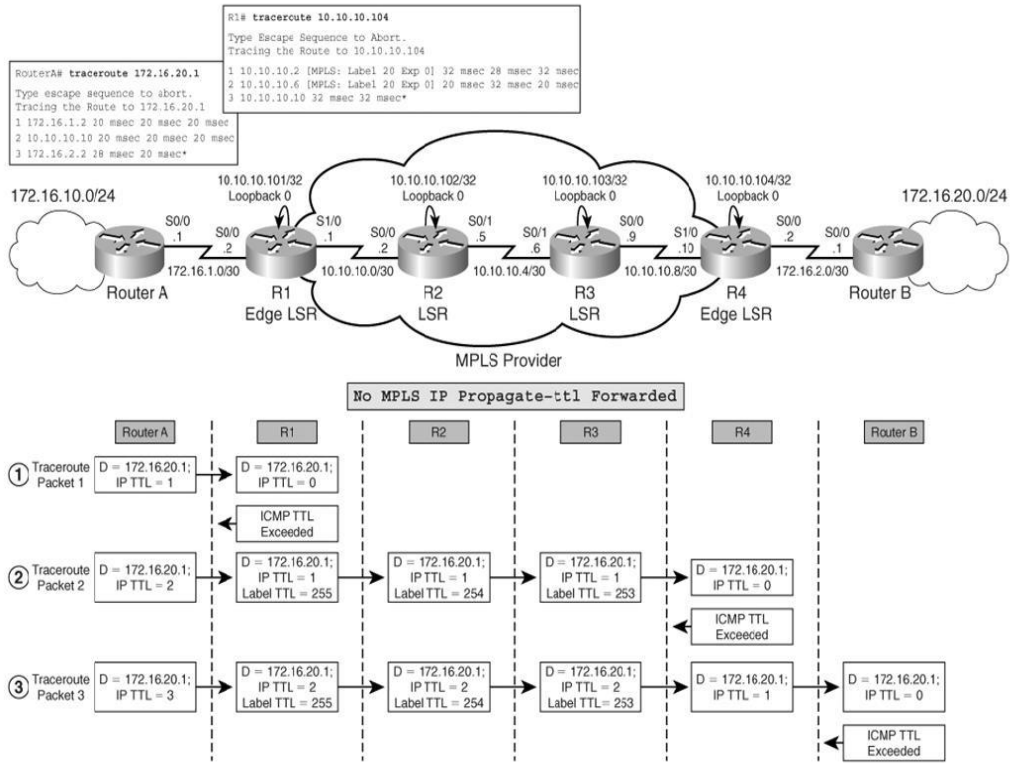 R1# traceroute 10.10.10.104
Type Escape Sequence to Abort.
Tracing the Route to 10.10.10.104
1 10.10.10.2 [MPLS: Label 20 Exp 0] 32 msec 28 msec 32 msec
2 10.10.10.6 [MPLS: Label 20 Exp 0] 20 msec 32 msec 20 msec
3 10.10.10.10 32 msec 32 msec*
RouterA# traceroute 172.16.20.1
Type escape sequence to abort.
Tracing the Route to 172.16.20.1
1 172.16.1.2 20 msec 20 msec 20 msec
2 10.10.10.10 20 msec 20 msec 20 msec
3 172.16.2.2 28 msec 20 msec*
172.16.10.0/24
10.10.10.101/32
Loopback 0
10.10.10.102/32
Loopback 0
10.10.10.103/32
Loopback 0
10.10.10.104/32
Loopback 0
172.16.20.0/24
S0/0
.1
S0/0
.2
S1/0
.1
S0/0
.2
S0/1
.5
S0/1
.6
S0/0
.9
S1/0
.10
S0/0
.2
S0/0
.1
172.16.1.0/30
10.10.10.0/30
10.10.10.4/30
10.10.10.8/30
172.16.2.0/30
Router A
R1
Edge LSR
R2
LSR
R3
LSR
R4
Edge LSR
Router B
MPLS Provider
No MPLS IP Propagate-ttl Forwarded
Router A
R1
R2
R3
R4
Router B
1
Traceroute
Packet 1
D = 172.16.20.1;
IP TTL = 1
D = 172.16.20.1;
IP TTL = 0
ICMP TTL
Exceeded
2
Traceroute
Packet 2
D = 172.16.20.1;
IP TTL = 2
D = 172.16.20.1;
IP TTL = 1
Label TTL = 255
D = 172.16.20.1;
IP TTL = 1
Label TTL = 254
D = 172.16.20.1;
IP TTL = 1
Label TTL = 253
D = 172.16.20.1;
IP TTL = 0
ICMP TTL
Exceeded
3
Traceroute
Packet 3
D = 172.16.20.1;
IP TTL = 3
D = 172.16.20.1;
IP TTL = 2
Label TTL = 255
D = 172.16.20.1;
IP TTL = 2
Label TTL = 254
D = 172.16.20.1;
IP TTL = 2
Label TTL = 253
D = 172.16.20.1;
IP TTL = 1
D = 172.16.20.1;
IP TTL = 0
ICMP TTL
Exceeded